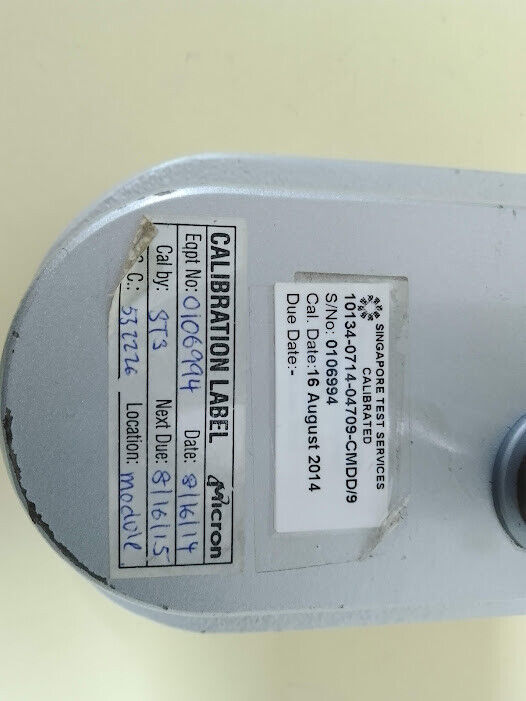 CALIBRATION LABEL Micron
Eqpt No: 0106994 Date: 8/16/14
Cal by: STS Next Due: 8/16/15
C.: 532226 Location: module
SINGAPORE TEST SERVICES
CALIBRATED
10134-0714-04709-CMDD/9
S/No: 0106994
Cal. Date:16 August 2014
Due Date:-